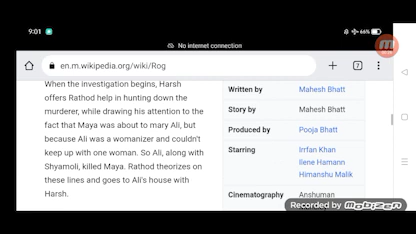 9:01
66%
No internet connection
en.m.wikipedia.org/wiki/Rog
7
When the investigation begins, Harsh
offers Rathod help in hunting down the
murderer, while drawing his attention to the
fact that Maya was about to mary Ali, but
because Ali was a womanizer and couldn't
keep up with one woman. So Ali, along with
Shyamoli, killed Maya. Rathod theorizes on
these lines and goes to Ali's house with
Harsh.
Written by Mahesh Bhatt
Story by Mahesh Bhatt
Produced by Pooja Bhatt
Starring Irrfan Khan
Ilene Hamann
Himanshu Malik
Cinematography Anshuman
Recorded by MOBIZEN